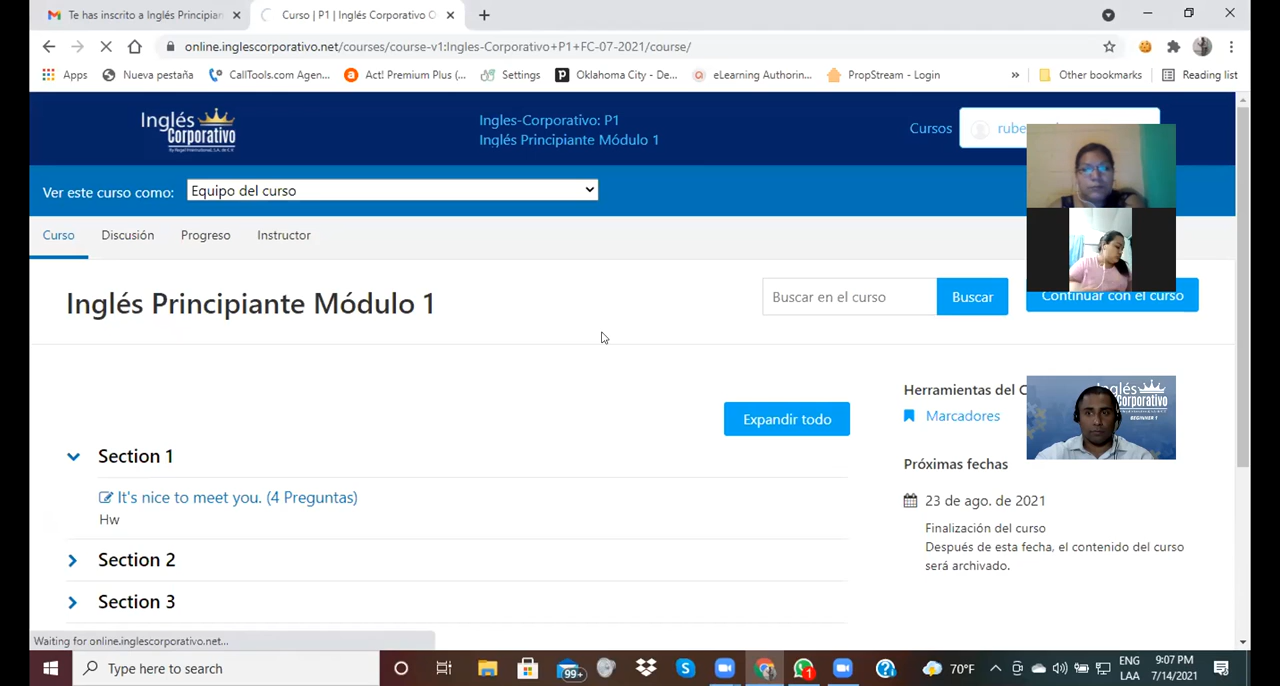 Te has inscrito a Inglés Principian
Curso | P1 | Inglés Corporativo O
online.inglescorporativo.net/courses/course-v1:Ingles-Corporativo+P1+FC-07-2021/course/
Apps Nueva pestaña CallTools.com Agen... Act! Premium Plus (... Settings Oklahoma City - De... eLearning Authorin... PropStream - Login » Other bookmarks Reading list
Inglés
Corporativo
Ingles-Corporativo: P1
Inglés Principiante Módulo 1
Cursos rube
Ver este curso como: Equipo del curso
Curso Discusión Progreso Instructor
Inglés Principiante Módulo 1
Buscar en el curso Buscar Continuar con el curso
Expandir todo
Section 1
It's nice to meet you. (4 Preguntas)
Hw
Section 2
Section 3
Herramientas del C
Marcadores
Próximas fechas
23 de ago. de 2021
Finalización del curso
Después de esta fecha, el contenido del curso
será archivado.
Inglés
Corporativo
BEGINNER 1
Waiting for online.inglescorporativo.net...
Type here to search
99+
1
70°F
ENG
LAA
9:07 PM
7/14/2021